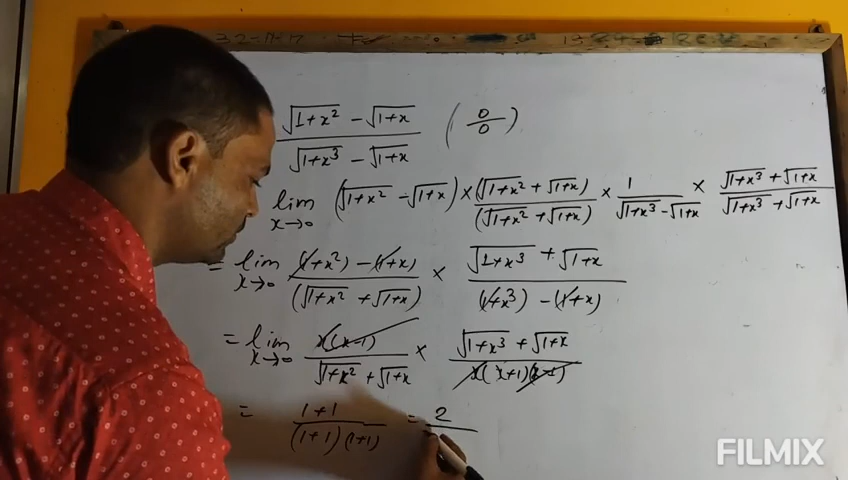 √1+x² - √1+x / √1+x³ - √1+x (0/0)
lim x→0 (√1+x² - √1+x) × (√1+x² + √1+x) / (√1+x² + √1+x) × 1 / √1+x³ - √1+x × √1+x³ + √1+x / √1+x³ + √1+x
= lim x→0 (1+x²) - (1+x) / (√1+x² + √1+x) × √1+x³ + √1+x / (1+x³) - (1+x)
= lim x→0 x(x-1) / √1+x² + √1+x × √1+x³ + √1+x / x(x+1)(x-1)
= 1+1 / (1+1)(1+1) = 2
FILMIX